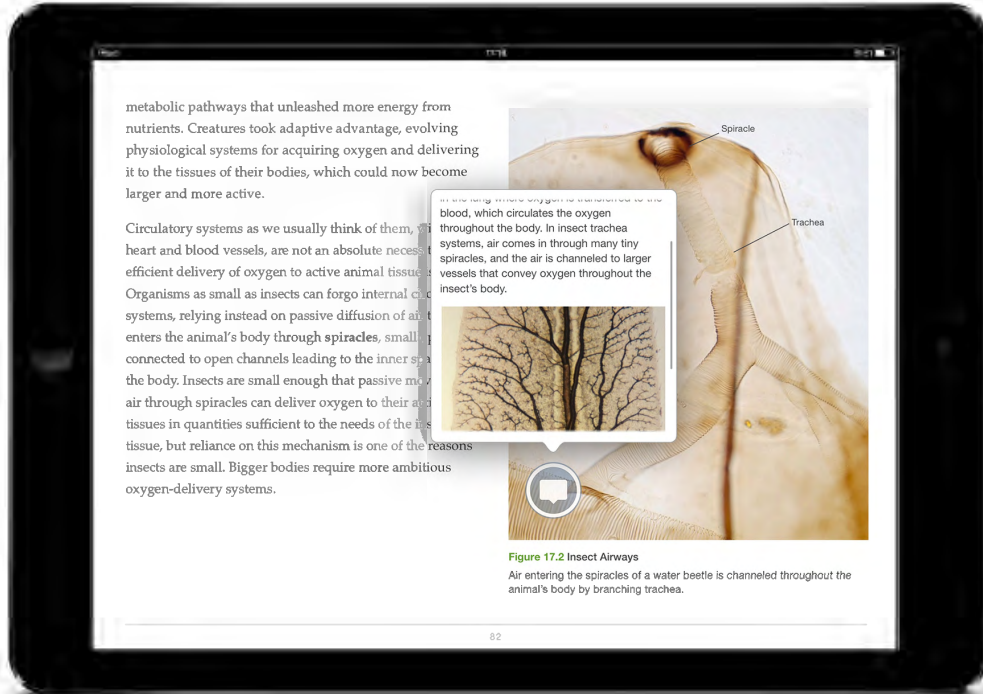 metabolic pathways that unleashed more energy from
nutrients. Creatures took adaptive advantage, evolving
physiological systems for acquiring oxygen and delivering
it to the tissues of their bodies, which could now become
larger and more active.
Circulatory systems as we usually think of them,
heart and blood vessels, are not an absolute
efficient delivery of oxygen to active animal
Organisms as small as insects can forgo internal
systems, relying instead on passive diffusion of
enters the animal's body through spiracles, small
connected to open channels leading to the inner
the body. Insects are small enough that passive
air through spiracles can deliver oxygen to their
tissues in quantities sufficient to the needs of the
tissue, but reliance on this mechanism is one of the reasons
insects are small. Bigger bodies require more ambitious
oxygen-delivery systems.
in the lung where oxygen is transferred to the
blood, which circulates the oxygen
throughout the body. In insect trachea
systems, air comes in through many tiny
spiracles, and the air is channeled to larger
vessels that convey oxygen throughout the
insect's body.
Spiracle
Trachea
Figure 17.2 Insect Airways
Air entering the spiracles of a water beetle is channeled throughout the
animal's body by branching trachea.
82